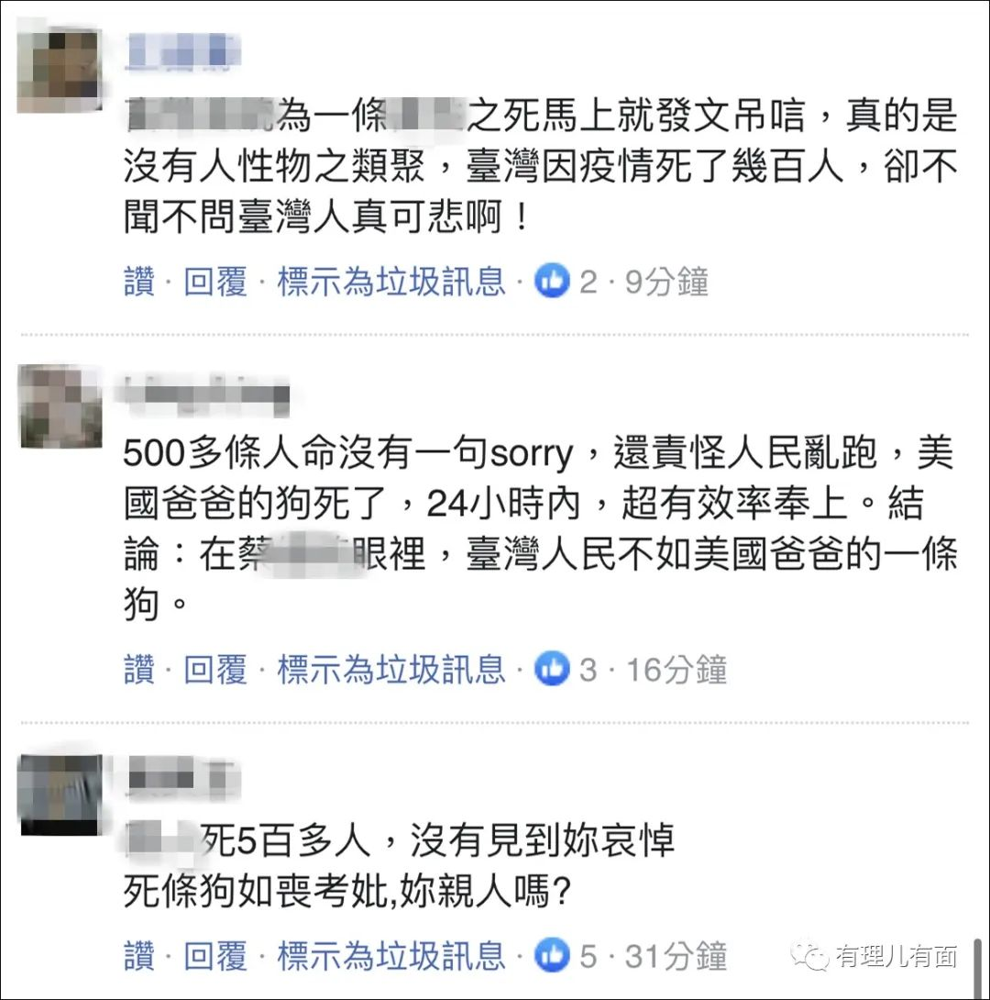 為一條之死馬上就發文吊唁，真的是
沒有人性物之類聚，臺灣因疫情死了幾百人，卻不
聞不問臺灣人真可悲啊！
讚 · 回覆 · 標示為垃圾訊息 · 2 · 9分鐘
500多條人命沒有一句sorry，還責怪人民亂跑，美
國爸爸的狗死了，24小時內，超有效率奉上。結
論：在蔡眼裡，臺灣人民不如美國爸爸的一條
狗。
讚 · 回覆 · 標示為垃圾訊息 · 3 · 16分鐘
死5百多人，沒有見到妳哀悼
死條狗如喪考妣,妳親人嗎?
讚 · 回覆 · 標示為垃圾訊息 · 5 · 31分鐘
有理儿有面